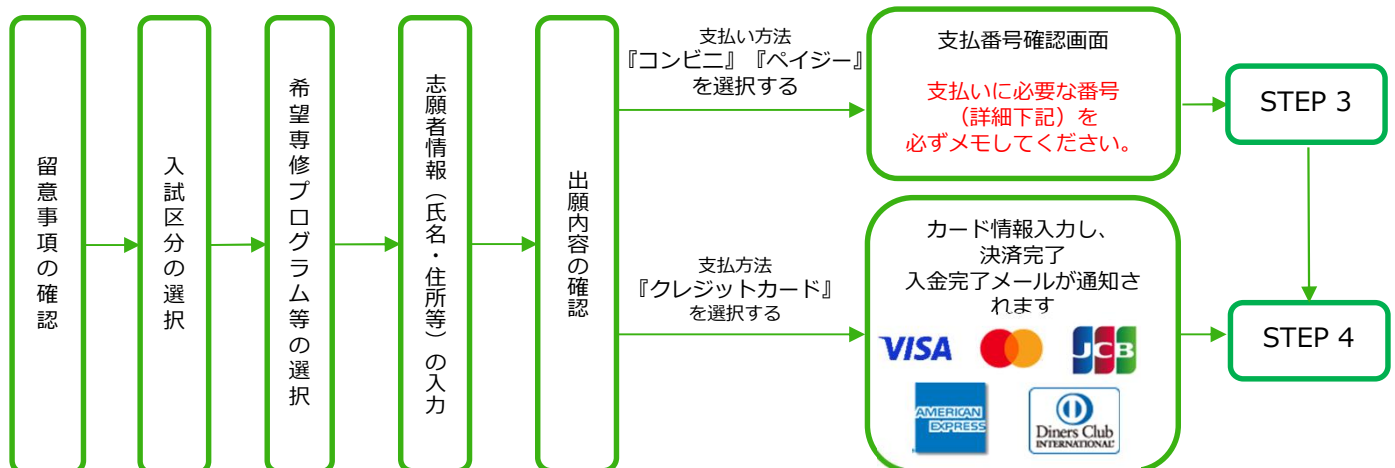 留意事項の確認
入試区分の選択
希望専修プログラム等の選択
志願者情報（氏名・住所等）の入力
出願内容の確認
支払い方法
『コンビニ』『ペイジー』
を選択する
支払番号確認画面
支払いに必要な番号
（詳細下記）を
必ずメモしてください。
STEP 3
支払方法
『クレジットカード』
を選択する
カード情報入力し、
決済完了
入金完了メールが通知さ
れます
VISA
JCB
AMERICAN
EXPRESS
Diners Club
INTERNATIONAL
STEP 4